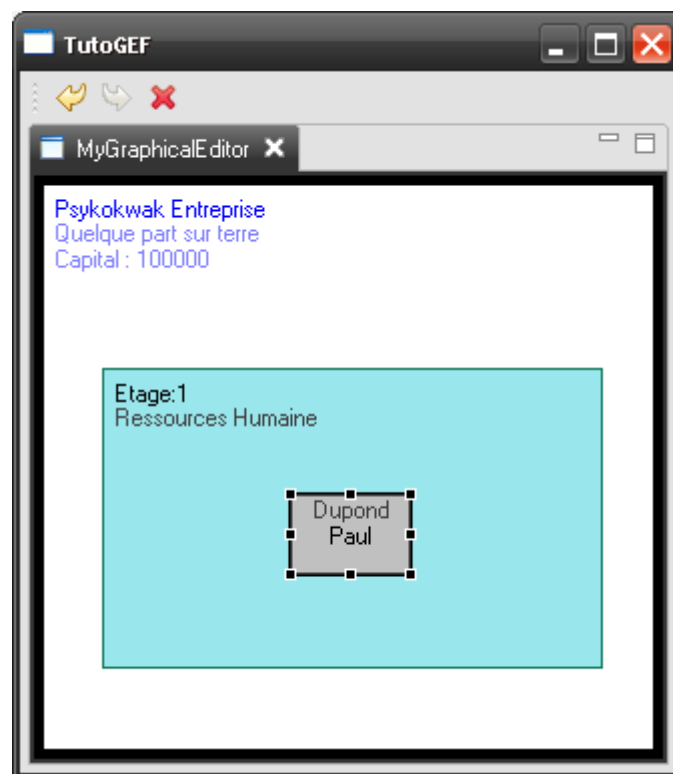 TutoGEF
MyGraphicalEditor
Psykokwak Entreprise
Quelque part sur terre
Capital : 100000
Etage:1
Ressources Humaine
Dupond
Paul